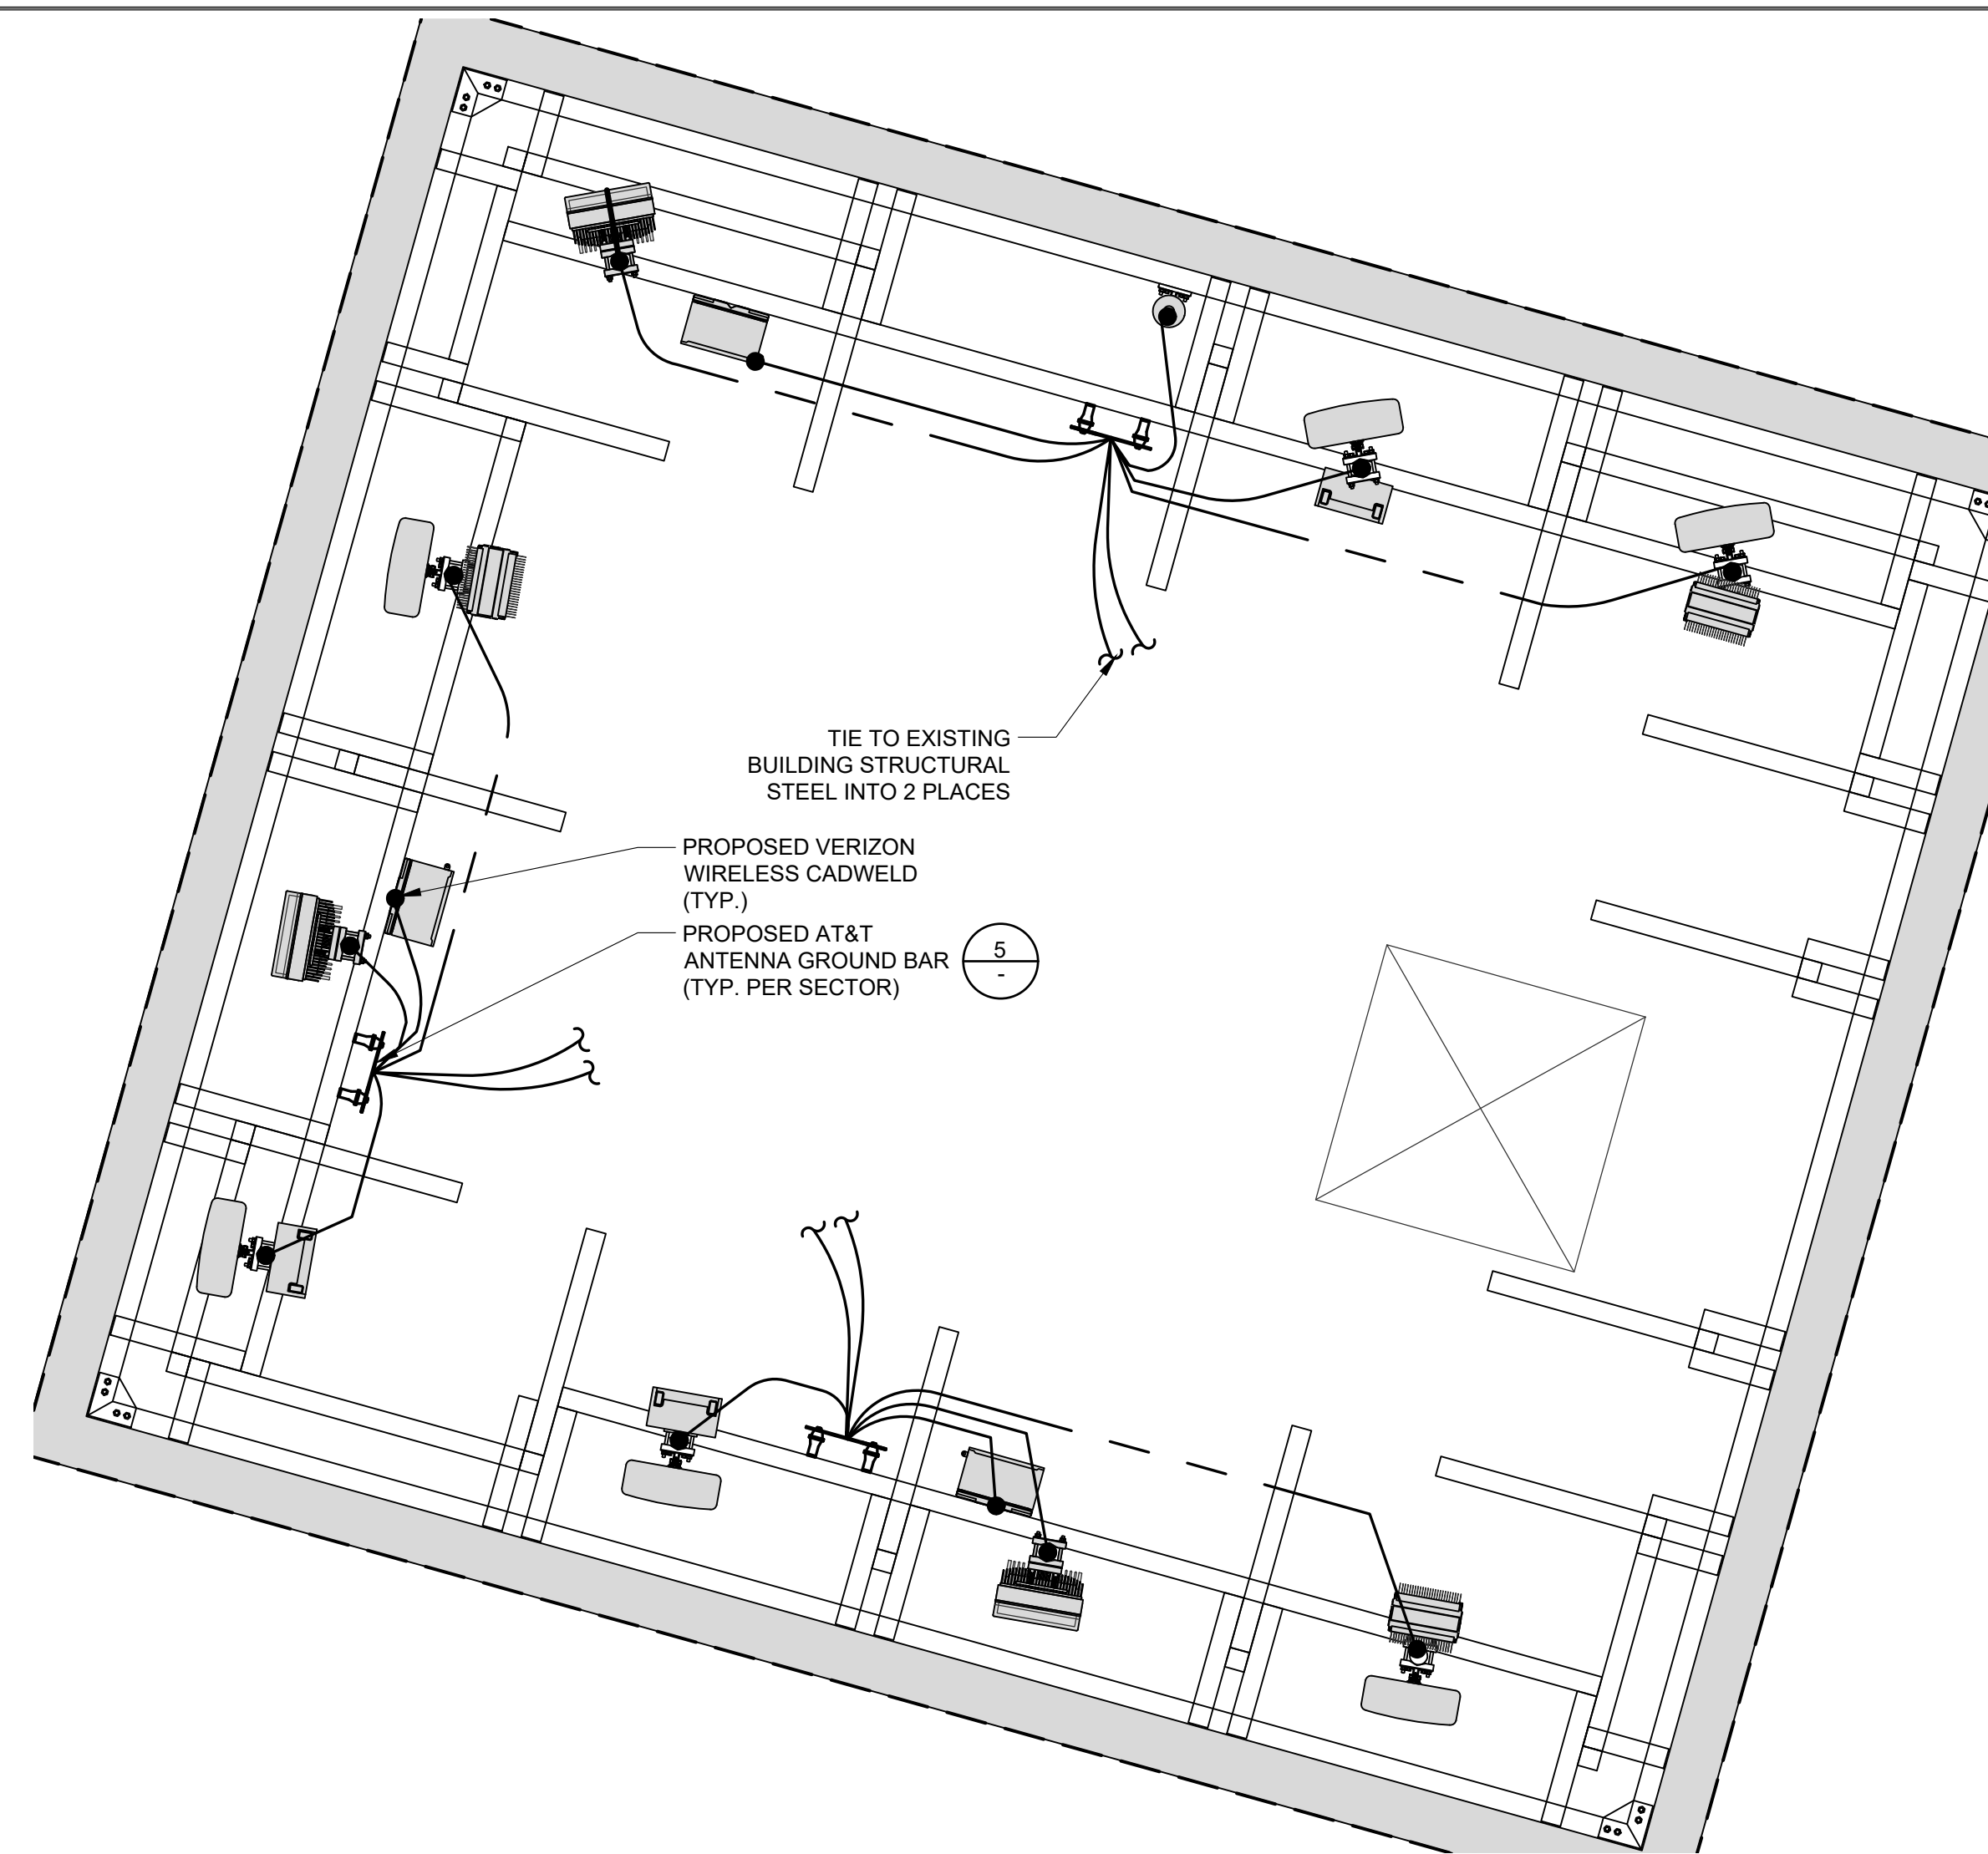 TIE TO EXISTING
BUILDING STRUCTURAL
STEEL INTO 2 PLACES
PROPOSED VERIZON
WIRELESS CADWELD
(TYP.)
PROPOSED AT&T
ANTENNA GROUND BAR
(TYP. PER SECTOR)
5
-